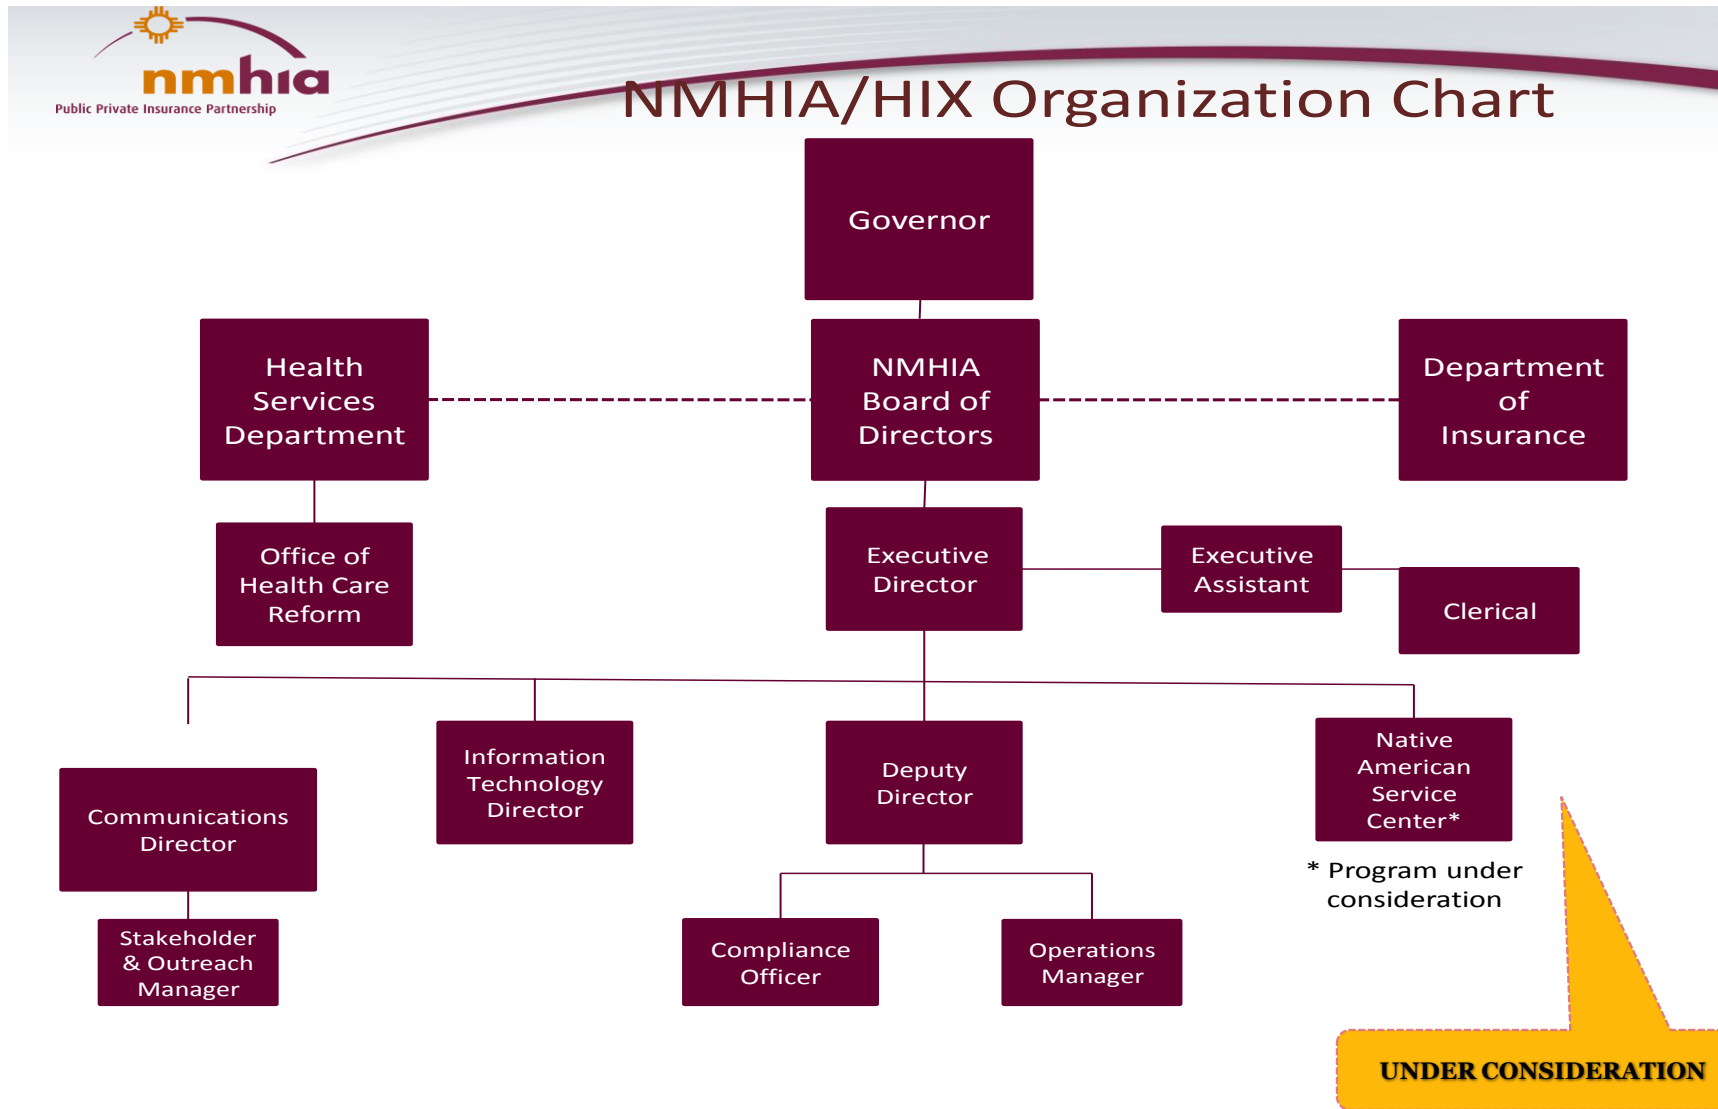 nmhia
Public Private Insurance Partnership
NMHIA/HIX Organization Chart
Governor
Health
Services
Department
NMHIA
Board of
Directors
Department
of
Insurance
Office of
Health Care
Reform
Executive
Director
Executive
Assistant
Clerical
Communications
Director
Information
Technology
Director
Deputy
Director
Native
American
Service
Center*
* Program under
consideration
Stakeholder
& Outreach
Manager
Compliance
Officer
Operations
Manager
UNDER CONSIDERATION